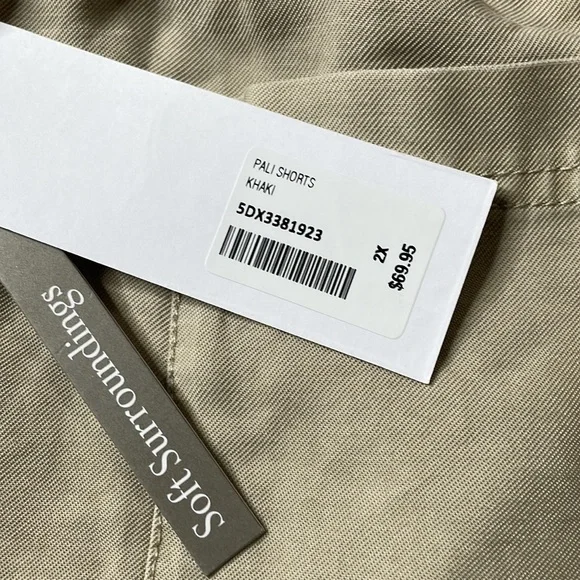 PALI SHORTS
KHAKI
5DX3381923
2X
$69.95
Soft Surroundings